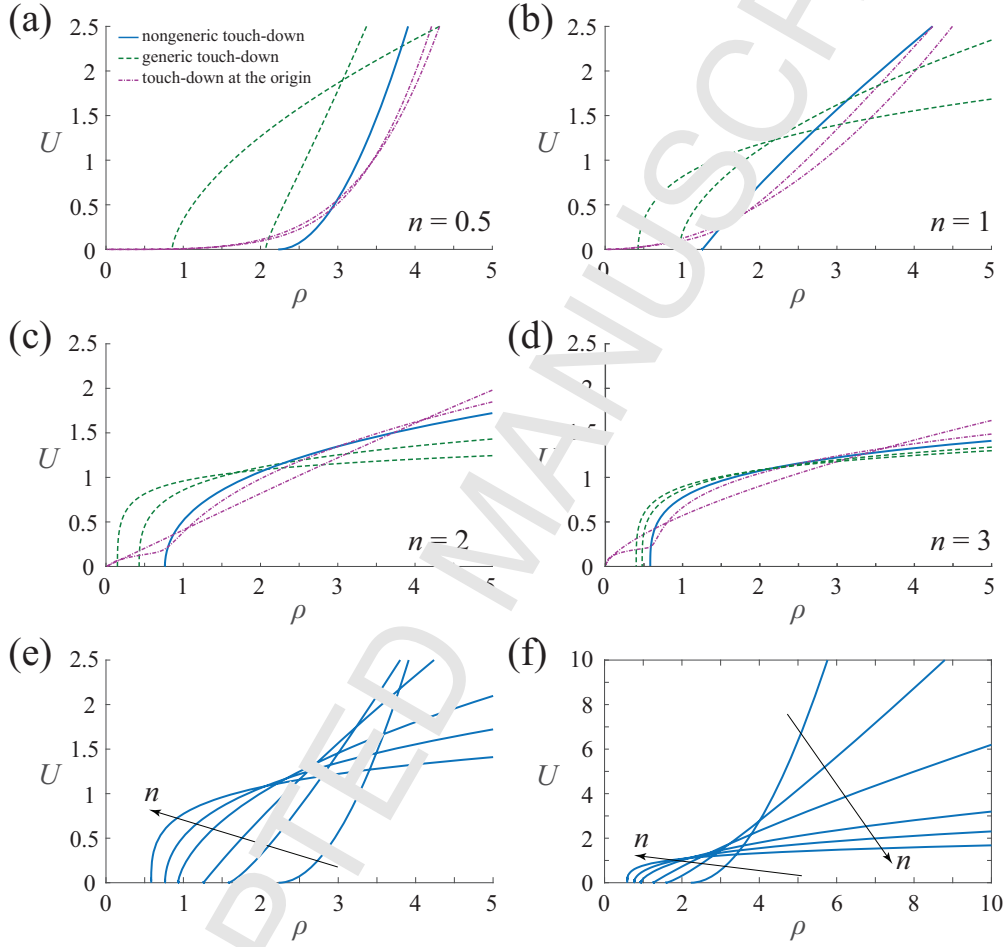 (a)
2.5
2
1.5
1
0.5
0
U
nongeneric touch-down
generic touch-down
touch-down at the origin
n = 0.5
0 1 2 3 4 5
ρ
(b)
2.5
2
1.5
1
0.5
0
U
n = 1
0 1 2 3 4 5
ρ
(c)
2.5
2
1.5
1
0.5
0
U
n = 2
0 1 2 3 4 5
ρ
(d)
2.5
2
1.5
1
0.5
0
U
n = 3
0 1 2 3 4 5
ρ
(e)
2.5
2
1.5
1
0.5
0
U
n
0 1 2 3 4 5
ρ
(f)
10
8
6
4
2
0
U
n
n
0 2 4 6 8 10
ρ
PTED MANUSC